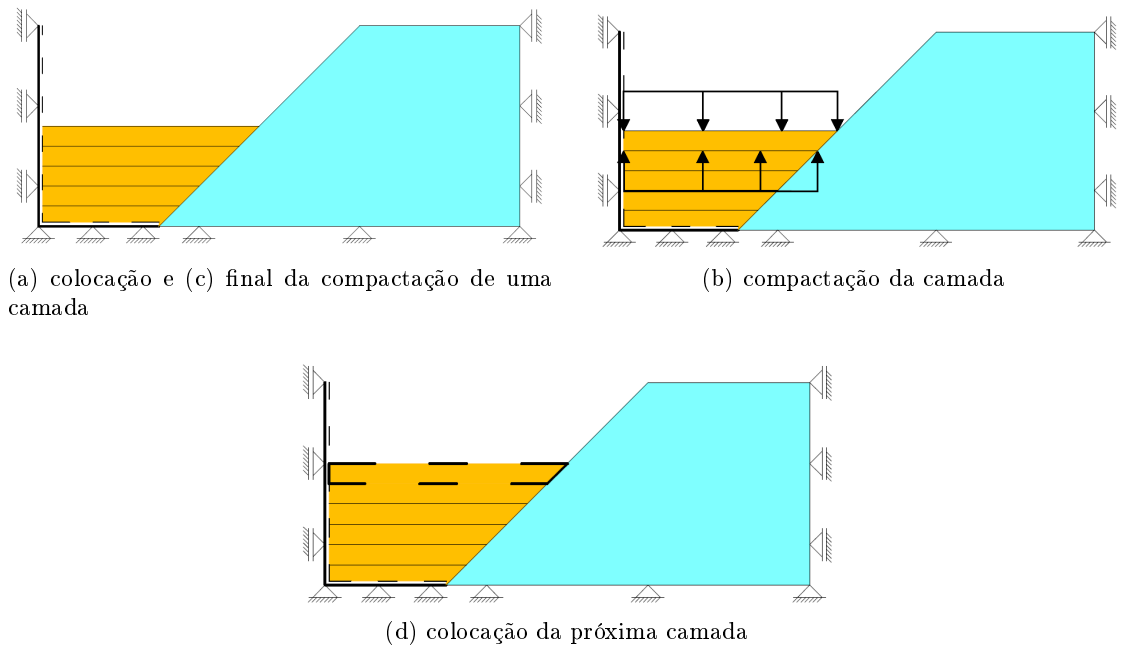 (a) colocação e (c) final da compactação de uma
camada
(b) compactação da camada
(d) colocação da próxima camada